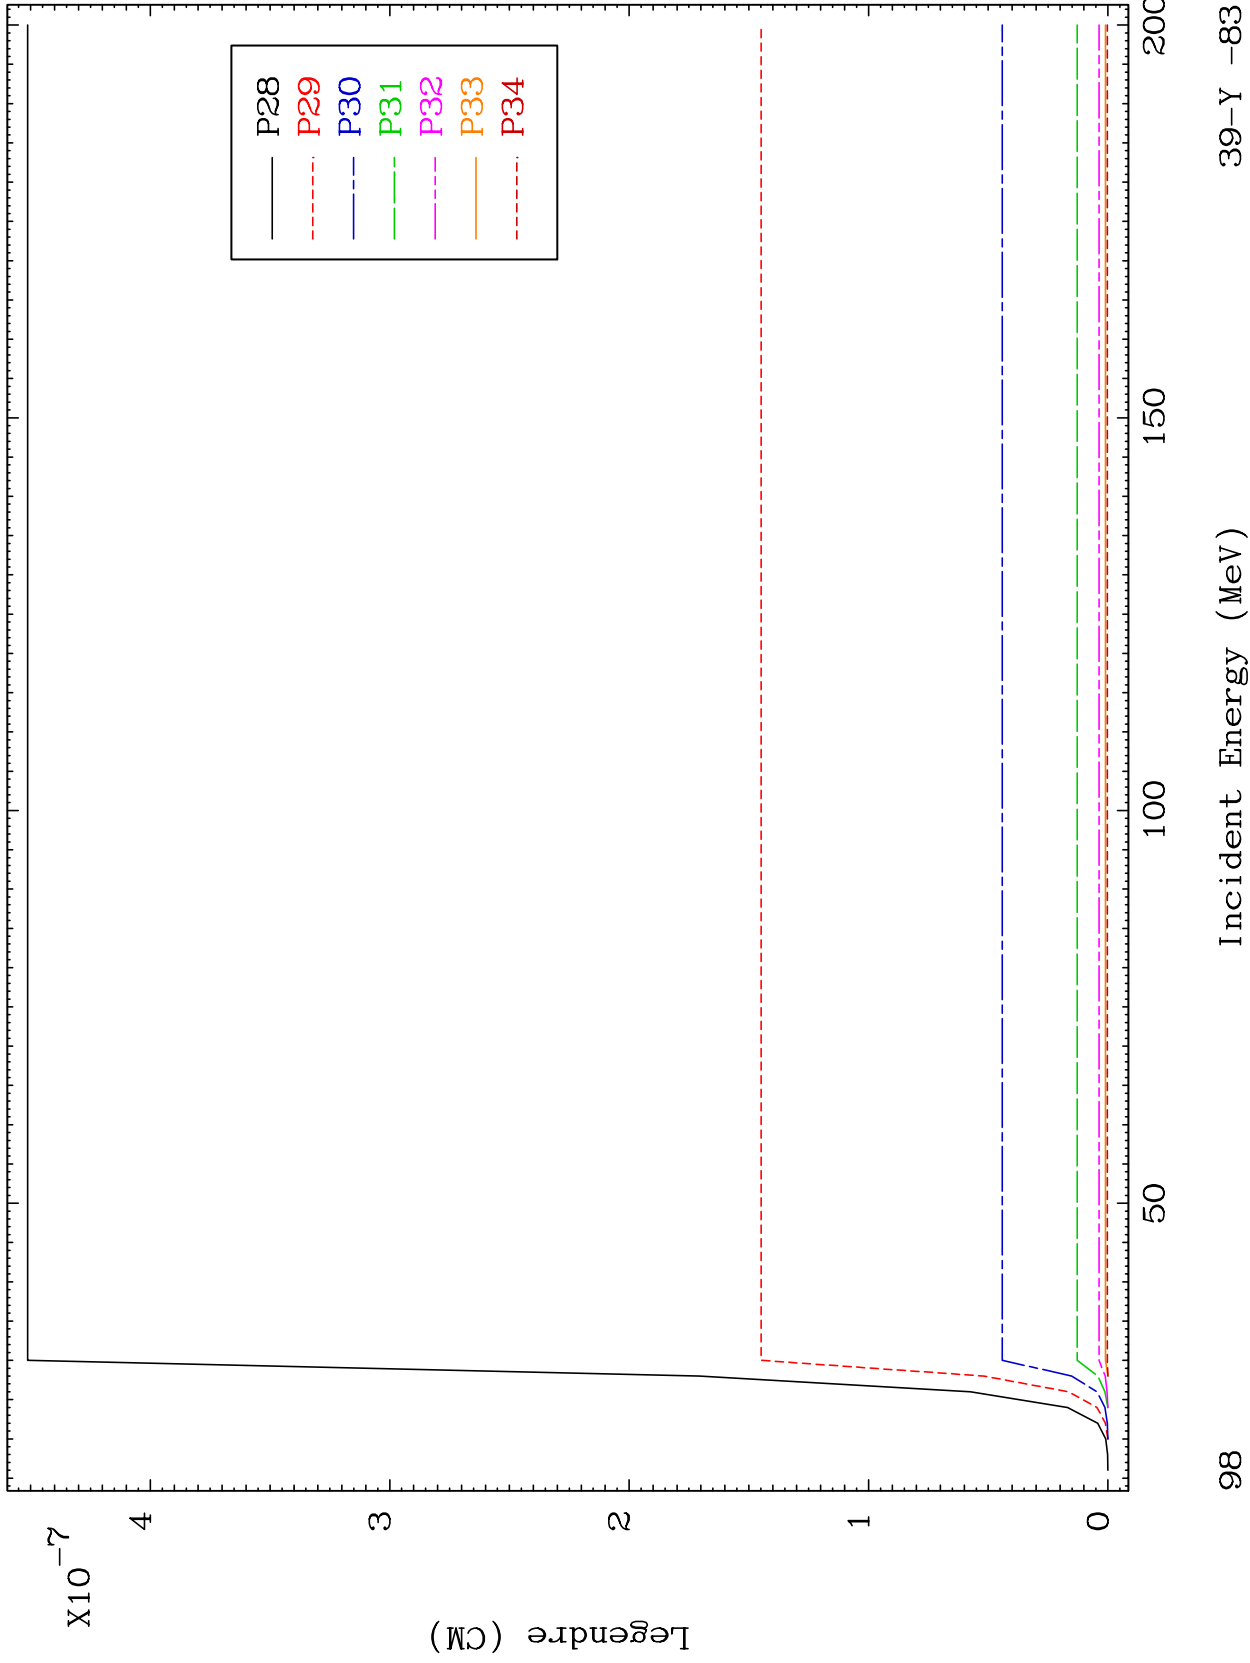 X10-7
4
3
2
1
0
Legendre (CM)
P28
P29
P30
P31
P32
P33
P34
50
100
150
200
Incident Energy (MeV)
98
39-Y -83